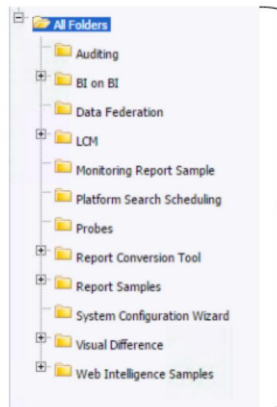 All Folders
Auditing
BI on BI
Data Federation
LCM
Monitoring Report Sample
Platform Search Scheduling
Probes
Report Conversion Tool
Report Samples
System Configuration Wizard
Visual Difference
Web Intelligence Samples